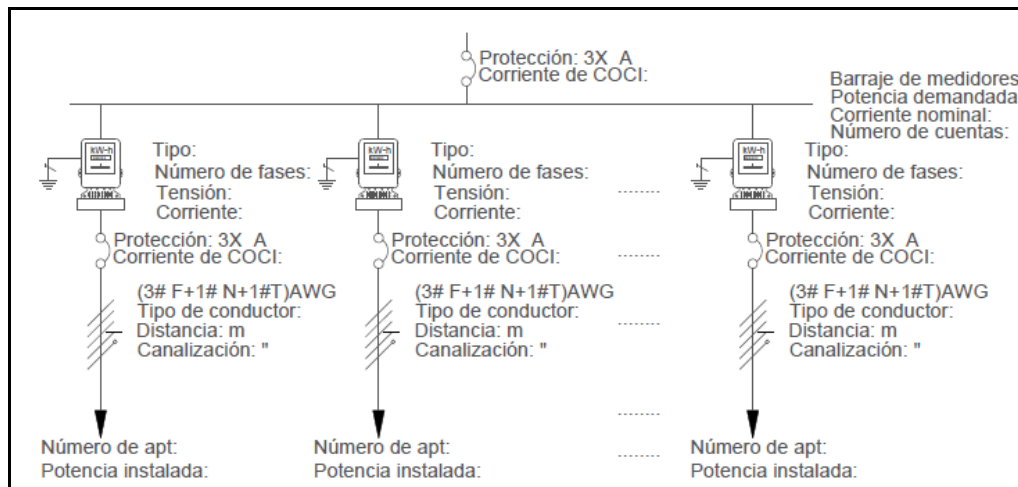 Protección: 3X_A
Corriente de COCI:
Barraje de medidores
Potencia demandada
Corriente nominal:
Número de cuentas:
kW-h
Tipo:
Número de fases:
Tensión:
Corriente:
Protección: 3X_A
Corriente de COCI:
(3# F+1# N+1#T)AWG
Tipo de conductor:
Distancia: m
Canalización: "
Número de apt:
Potencia instalada:
kW-h
Tipo:
Número de fases:
Tensión:
Corriente:
Protección: 3X_A
Corriente de COCI:
(3# F+1# N+1#T)AWG
Tipo de conductor:
Distancia: m
Canalización: "
Número de apt:
Potencia instalada:
kW-h
Tipo:
Número de fases:
Tensión:
Corriente:
Protección: 3X_A
Corriente de COCI:
(3# F+1# N+1#T)AWG
Tipo de conductor:
Distancia: m
Canalización: "
Número de apt:
Potencia instalada: